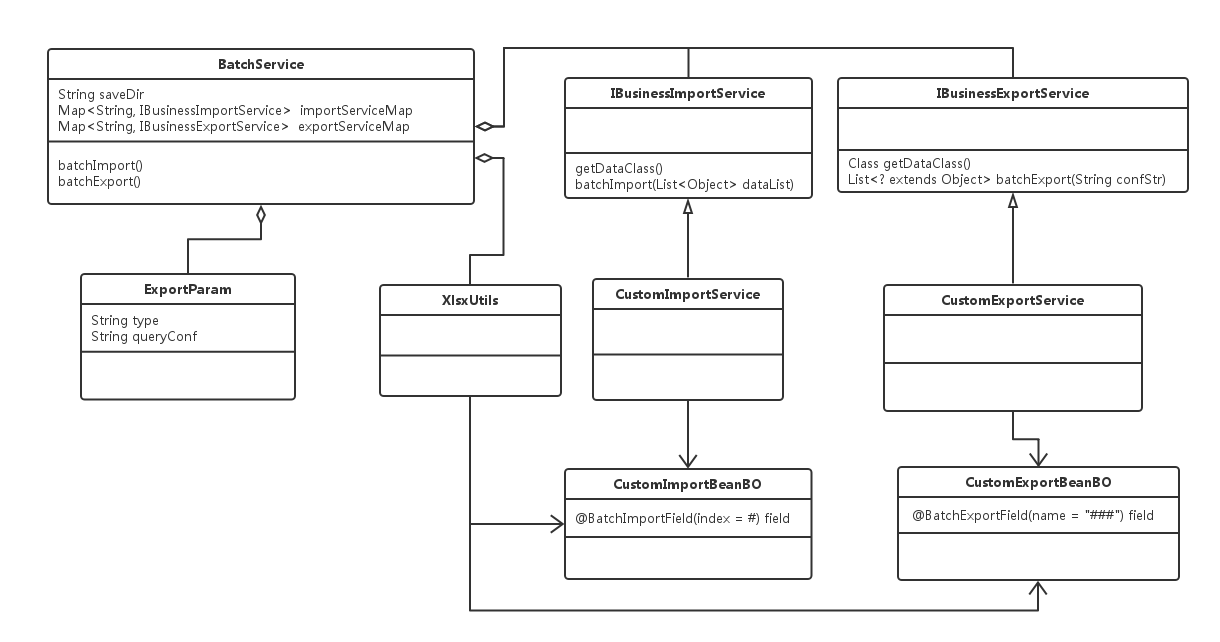 BatchService
String saveDir
Map<String, IBusinessImportService> importServiceMap
Map<String, IBusinessExportService> exportServiceMap
batchImport()
batchExport()
IBusinessImportService
getDataClass()
batchImport(List<Object> dataList)
IBusinessExportService
Class getDataClass()
List<? extends Object> batchExport(String confStr)
ExportParam
String type
String queryConf
XlsxUtils
CustomImportService
CustomExportService
CustomImportBeanBO
@BatchImportField(index = #) field
CustomExportBeanBO
@BatchExportField(name = "###") field